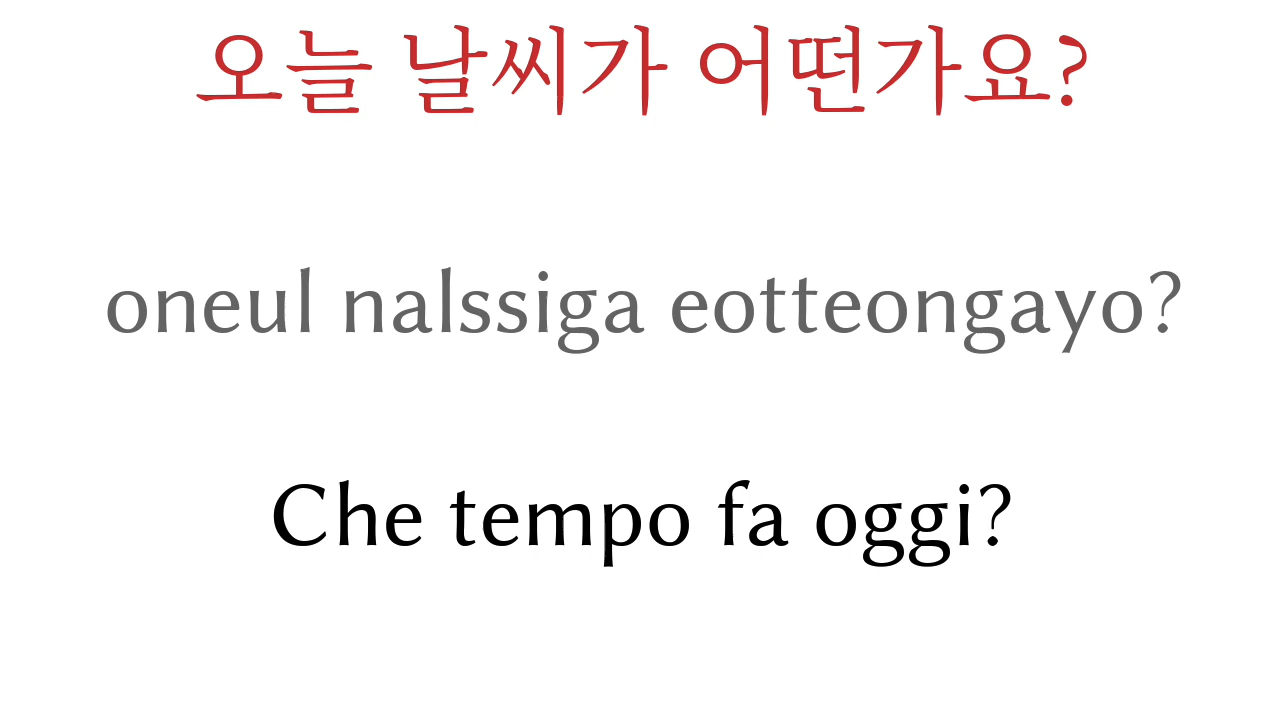 오늘 날씨가 어떤가요?
oneul nalssiga eotteongayo?
Che tempo fa oggi?